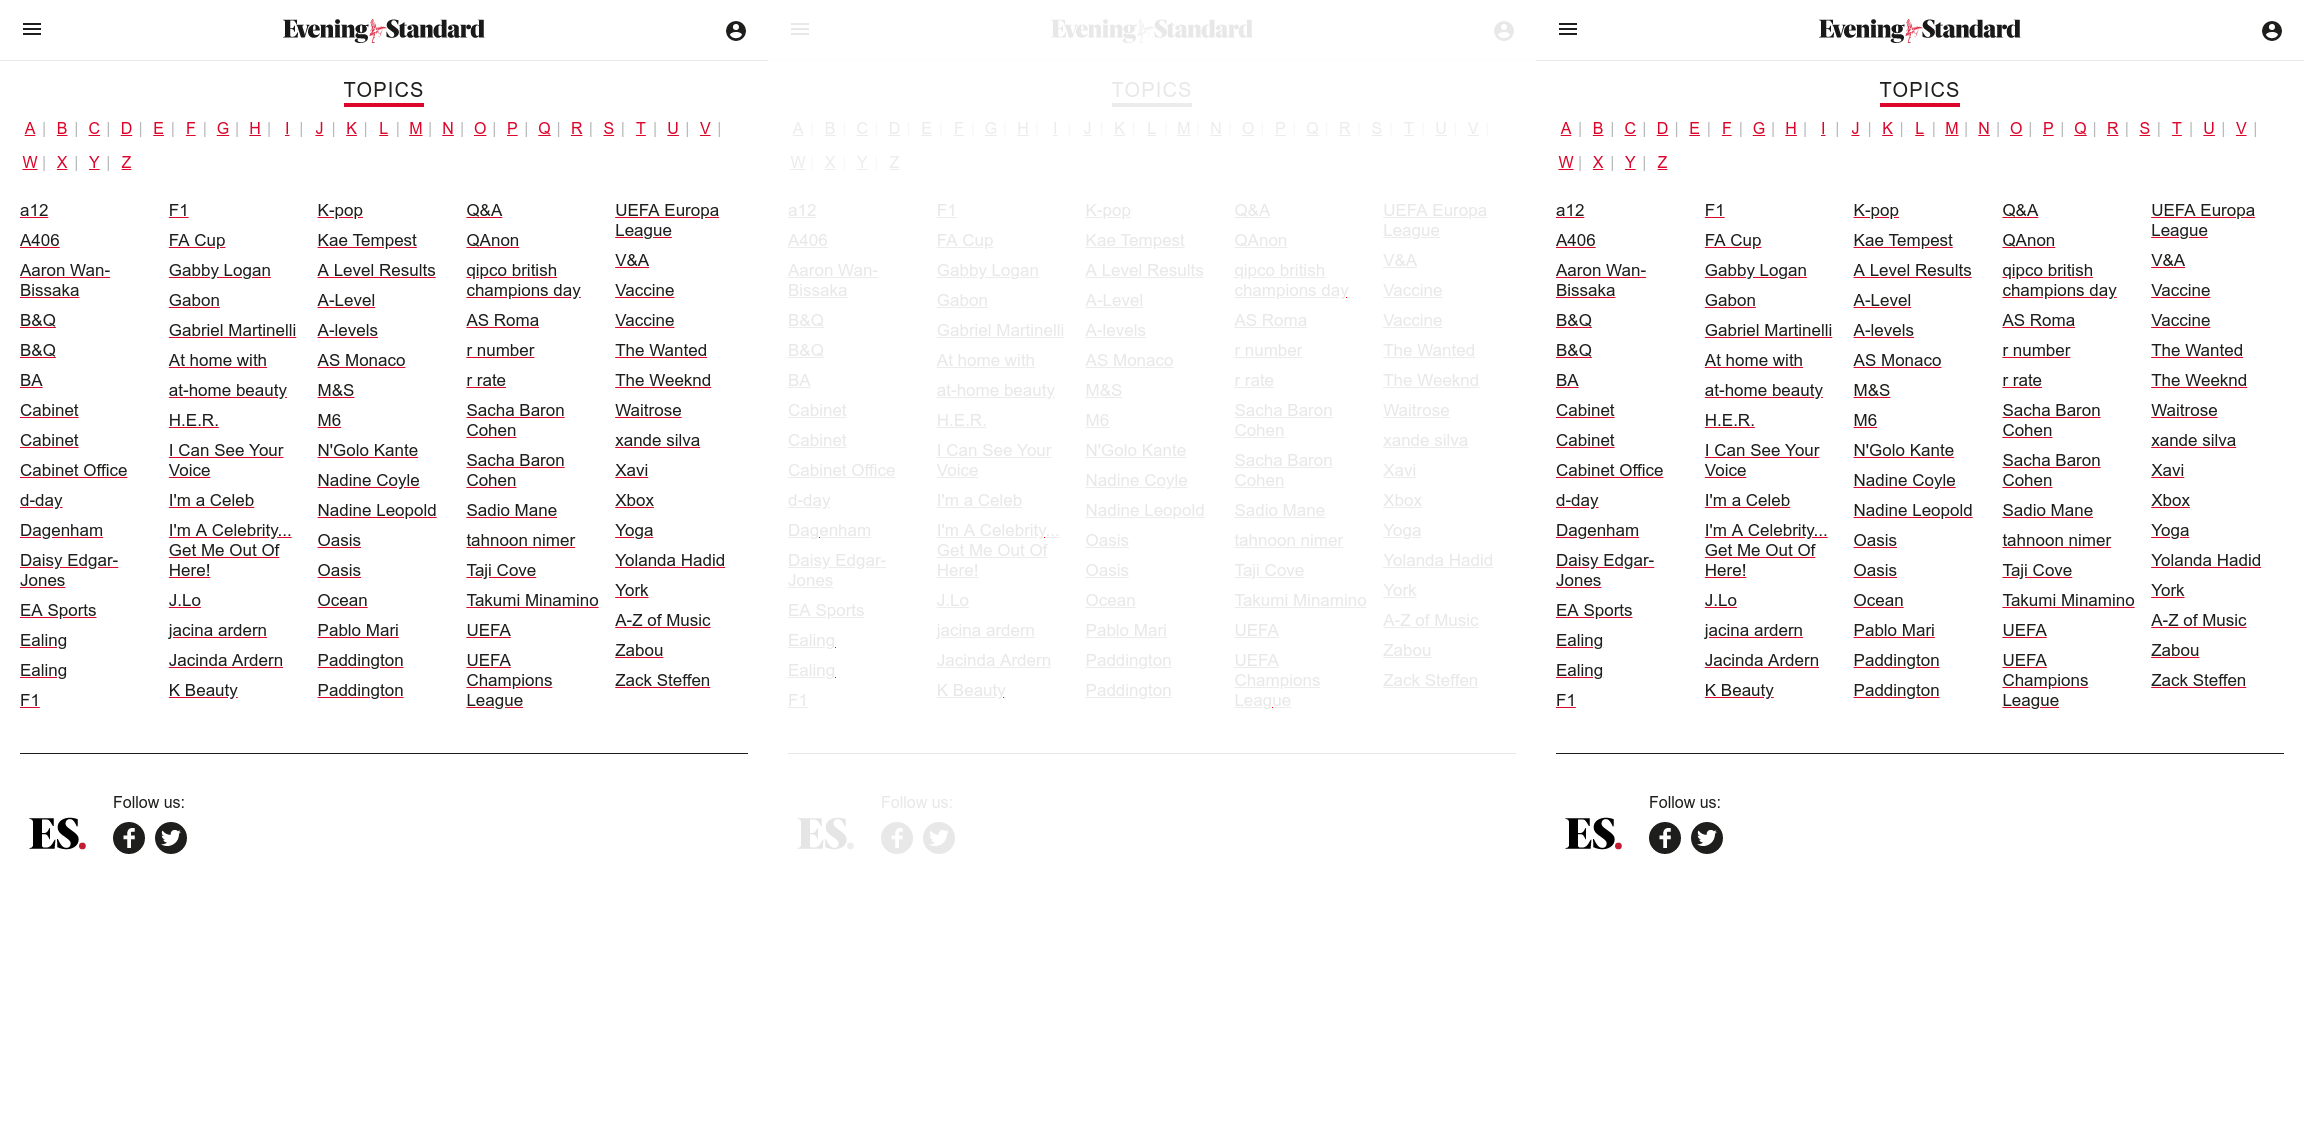 Evening Standard
TOPICS
A | B | C | D | E | F | G | H | I | J | K | L | M | N | O | P | Q | R | S | T | U | V |
W | X | Y | Z
a12
A406
Aaron Wan-
Bissaka
B&Q
B&Q
BA
Cabinet
Cabinet
Cabinet Office
d-day
Dagenham
Daisy Edgar-
Jones
EA Sports
Ealing
Ealing
F1
F1
FA Cup
Gabby Logan
Gabon
Gabriel Martinelli
At home with
at-home beauty
H.E.R.
I Can See Your
Voice
I'm a Celeb
I'm A Celebrity...
Get Me Out Of
Here!
J.Lo
jacina ardern
Jacinda Ardern
K Beauty
K-pop
Kae Tempest
A Level Results
A-Level
A-levels
AS Monaco
M&S
M6
N'Golo Kante
Nadine Coyle
Nadine Leopold
Oasis
Oasis
Ocean
Pablo Mari
Paddington
Paddington
Q&A
QAnon
qipco british
champions day
AS Roma
r number
r rate
Sacha Baron
Cohen
Sacha Baron
Cohen
Sadio Mane
tahnoon nimer
Taji Cove
Takumi Minamino
UEFA
UEFA
Champions
League
UEFA Europa
League
V&A
Vaccine
Vaccine
The Wanted
The Weeknd
Waitrose
xande silva
Xavi
Xbox
Yoga
Yolanda Hadid
York
A-Z of Music
Zabou
Zack Steffen
ES.
Follow us:
Evening Standard
TOPICS
A | B | C | D | E | F | G | H | I | J | K | L | M | N | O | P | Q | R | S | T | U | V |
W | X | Y | Z
a12
A406
Aaron Wan-
Bissaka
B&Q
B&Q
BA
Cabinet
Cabinet
Cabinet Office
d-day
Dagenham
Daisy Edgar-
Jones
EA Sports
Ealing
Ealing
F1
F1
FA Cup
Gabby Logan
Gabon
Gabriel Martinelli
At home with
at-home beauty
H.E.R.
I Can See Your
Voice
I'm a Celeb
I'm A Celebrity...
Get Me Out Of
Here!
J.Lo
jacina ardern
Jacinda Ardern
K Beauty
K-pop
Kae Tempest
A Level Results
A-Level
A-levels
AS Monaco
M&S
M6
N'Golo Kante
Nadine Coyle
Nadine Leopold
Oasis
Oasis
Ocean
Pablo Mari
Paddington
Paddington
Q&A
QAnon
qipco british
champions day
AS Roma
r number
r rate
Sacha Baron
Cohen
Sacha Baron
Cohen
Sadio Mane
tahnoon nimer
Taji Cove
Takumi Minamino
UEFA
UEFA
Champions
League
UEFA Europa
League
V&A
Vaccine
Vaccine
The Wanted
The Weeknd
Waitrose
xande silva
Xavi
Xbox
Yoga
Yolanda Hadid
York
A-Z of Music
Zabou
Zack Steffen
ES.
Follow us:
Evening Standard
TOPICS
A | B | C | D | E | F | G | H | I | J | K | L | M | N | O | P | Q | R | S | T | U | V |
W | X | Y | Z
a12
A406
Aaron Wan-
Bissaka
B&Q
B&Q
BA
Cabinet
Cabinet
Cabinet Office
d-day
Dagenham
Daisy Edgar-
Jones
EA Sports
Ealing
Ealing
F1
F1
FA Cup
Gabby Logan
Gabon
Gabriel Martinelli
At home with
at-home beauty
H.E.R.
I Can See Your
Voice
I'm a Celeb
I'm A Celebrity...
Get Me Out Of
Here!
J.Lo
jacina ardern
Jacinda Ardern
K Beauty
K-pop
Kae Tempest
A Level Results
A-Level
A-levels
AS Monaco
M&S
M6
N'Golo Kante
Nadine Coyle
Nadine Leopold
Oasis
Oasis
Ocean
Pablo Mari
Paddington
Paddington
Q&A
QAnon
qipco british
champions day
AS Roma
r number
r rate
Sacha Baron
Cohen
Sacha Baron
Cohen
Sadio Mane
tahnoon nimer
Taji Cove
Takumi Minamino
UEFA
UEFA
Champions
League
UEFA Europa
League
V&A
Vaccine
Vaccine
The Wanted
The Weeknd
Waitrose
xande silva
Xavi
Xbox
Yoga
Yolanda Hadid
York
A-Z of Music
Zabou
Zack Steffen
ES.
Follow us: